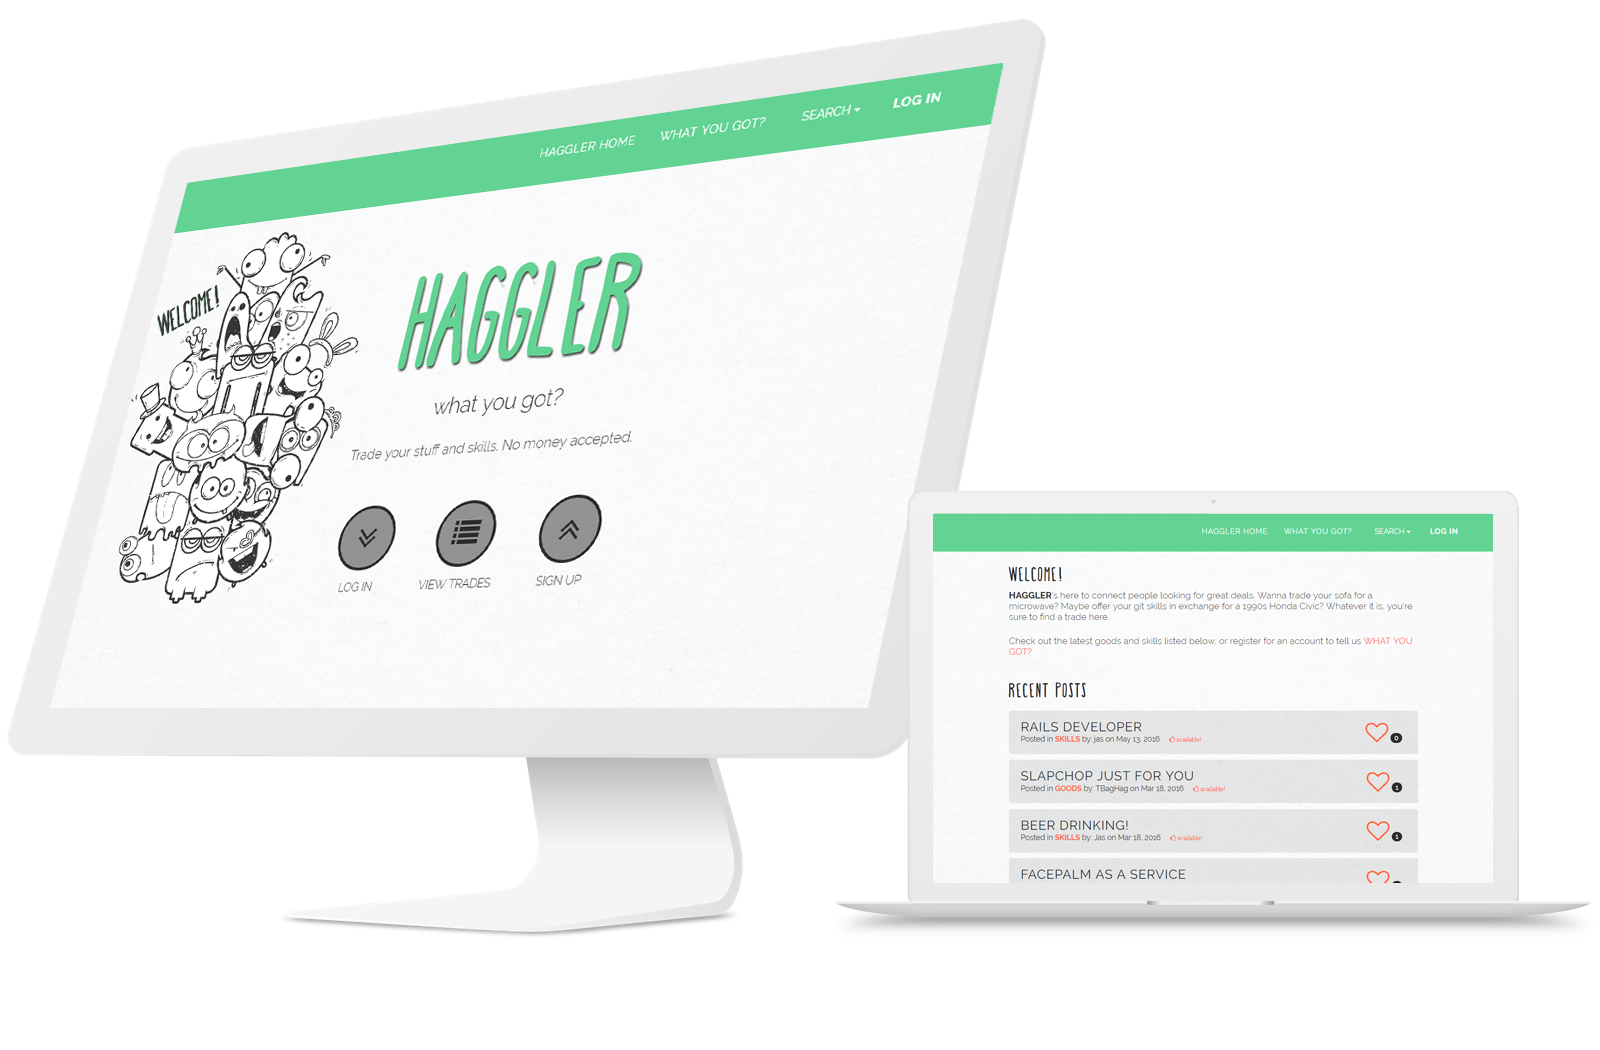 HAGGLER HOME WHAT YOU GOT? SEARCH LOG IN
WELCOME!
HAGGLER
what you got?
Trade your stuff and skills. No money accepted.
LOG IN VIEW TRADES SIGN UP
HAGGLER HOME WHAT YOU GOT? SEARCH LOG IN
WELCOME!
HAGGLER's here to connect people looking for great deals. Wanna trade your sofa for a
microwave? Maybe offer your git skills in exchange for a 1990s Honda Civic? Whatever it is, you're
sure to find a trade here.
Check out the latest goods and skills listed below, or register for an account to tell us WHAT YOU
GOT?
RECENT POSTS
RAILS DEVELOPER
Posted in SKILLS by: jas on May 13, 2016 available! 0
SLAPCHOP JUST FOR YOU
Posted in GOODS by: TBagHag on Mar 18, 2016 available! 1
BEER DRINKING!
Posted in SKILLS by: Jas on Mar 18, 2016 available! 1
FACEPALM AS A SERVICE